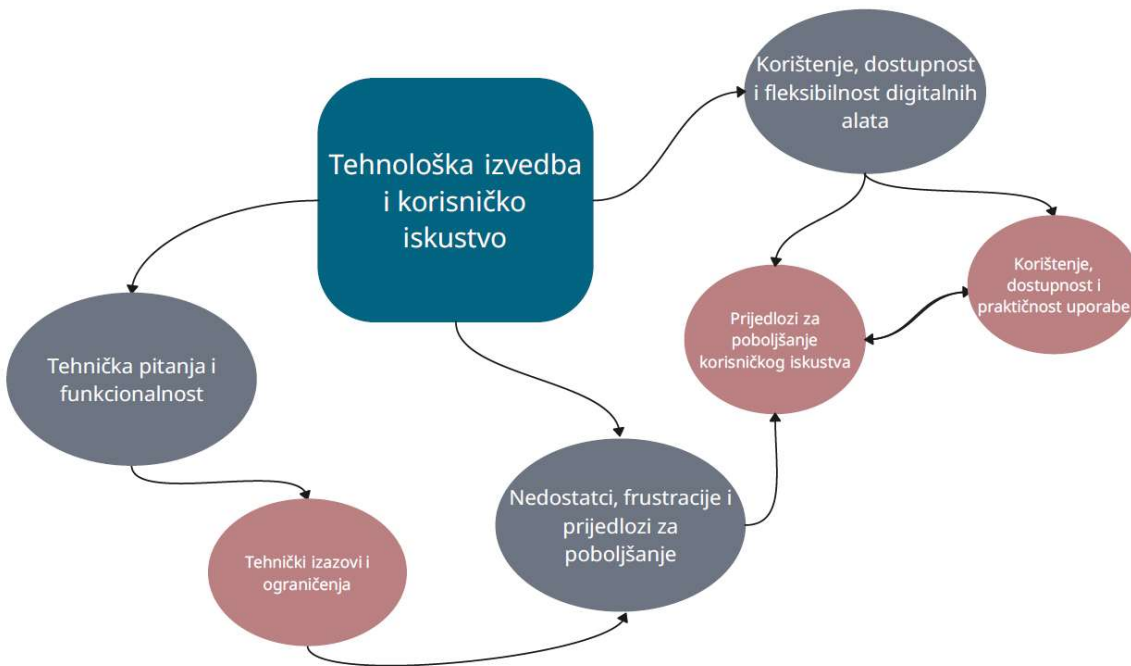 Tehnološka izvedba
i korisničko
iskustvo
Korištenje, dostupnost
i fleksibilnost digitalnih
alata
Korištenje,
dostupnost i
praktičnost uporabe
Prijedlozi za
poboljšanje
korisničkog iskustva
Tehnička pitanja i
funkcionalnost
Nedostatci, frustracije i
prijedlozi za
poboljšanje
Tehnički izazovi i
ograničenja